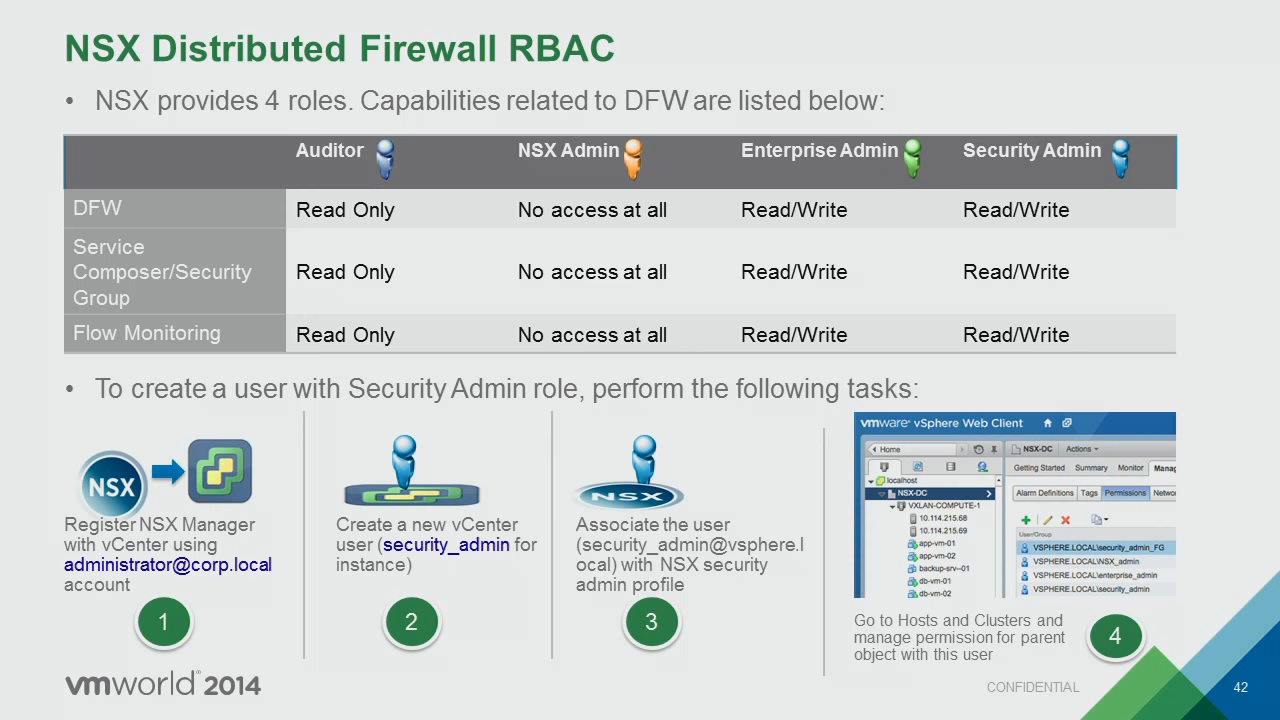 NSX Distributed Firewall RBAC
• NSX provides 4 roles. Capabilities related to DFW are listed below:
Auditor NSX Admin Enterprise Admin Security Admin
DFW Read Only No access at all Read/Write Read/Write
Service
Composer/Security
Group
Read Only No access at all Read/Write Read/Write
Flow Monitoring Read Only No access at all Read/Write Read/Write
• To create a user with Security Admin role, perform the following tasks:
NSX
Register NSX Manager
with vCenter using
administrator@corp.local
account
1
Create a new vCenter
user (security_admin for
instance)
2
NSX
Associate the user
(security_admin@vsphere.l
ocal) with NSX security
admin profile
3
vmware® vSphere Web Client
Home
NSX-DC Actions
Getting Started Summary Monitor Manag
Alarm Definitions Tags Permissions Netwo
localhost
NSX-DC
VXLAN-COMPUTE-1
10.114.215.68
10.114.215.69
app-vm-01
app-vm-02
backup-srv--01
db-vm-01
db-vm-02
User/Group
VSPHERE.LOCAL\security_admin_FG
VSPHERE.LOCAL\NSX_admin
VSPHERE.LOCAL\enterprise_admin
VSPHERE.LOCAL\security_admin
Go to Hosts and Clusters and
manage permission for parent
object with this user
4
vmworld® 2014
CONFIDENTIAL
42